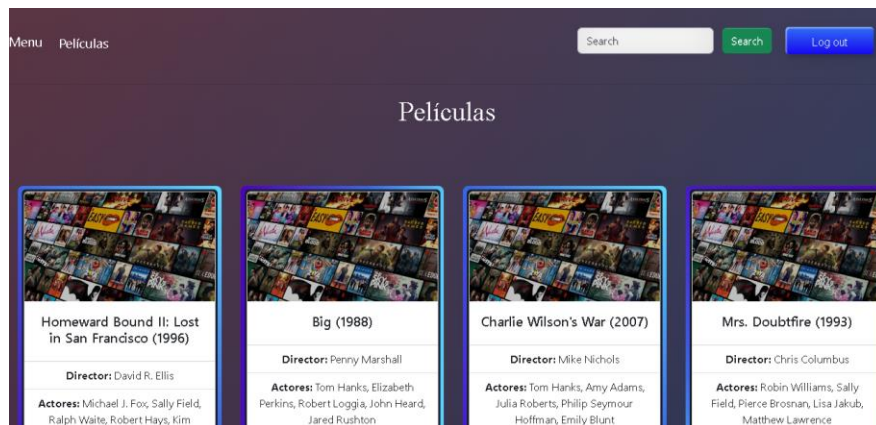 Menu Películas Search Search Log out
Películas
Homeward Bound II: Lost
in San Francisco (1996)
Director: David R. Ellis
Actores: Michael J. Fox, Sally Field,
Ralph Waite, Robert Hays, Kim
Big (1988)
Director: Penny Marshall
Actores: Tom Hanks, Elizabeth
Perkins, Robert Loggia, John Heard,
Jared Rushton
Charlie Wilson's War (2007)
Director: Mike Nichols
Actores: Tom Hanks, Amy Adams,
Julia Roberts, Philip Seymour
Hoffman, Emily Blunt
Mrs. Doubtfire (1993)
Director: Chris Columbus
Actores: Robin Williams, Sally
Field, Pierce Brosnan, Lisa Jakub,
Matthew Lawrence